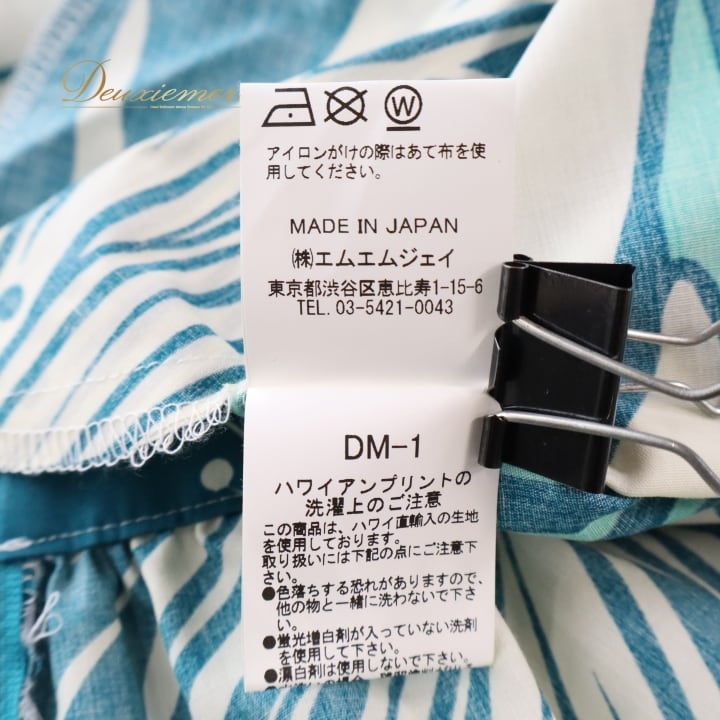 Deuxiemer
W
アイロンがけの際はあて布を使
用してください。
MADE IN JAPAN
㈱エムエムジェイ
東京都渋谷区恵比寿1-15-6
TEL. 03-5421-0043
DM-1
ハワイアンプリントの
洗濯上のご注意
この商品は、ハワイ直輸入の生地
を使用しております。
取り扱いには下記の点にご注意下
さい。
●色落ちする恐れがありますので、
他の物と一緒に洗わないで下さ
い。
●蛍光増白剤が入っていない洗剤
を使用して下さい。
●漂白剤は使用しないで下さい。